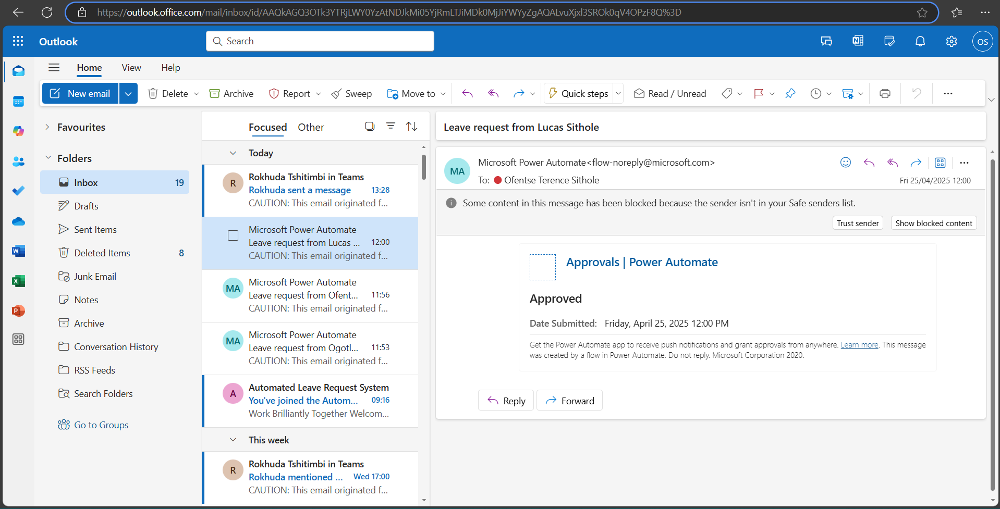 https://outlook.office.com/mail/inbox/id/AAQkAGQ3OTk3YTRjLWY0YzAtNDJkMi05YjRmLTJiMDk0MjJiYWYyZgAQALvuXjxl3SROk0qV4OPzF8Q%3D
Outlook
Search
OS
Home View Help
New email Delete Archive Report Sweep Move to Quick steps Read / Unread
Favourites
Folders
Inbox 19
Drafts
Sent Items
Deleted Items 8
Junk Email
Notes
Archive
Conversation History
RSS Feeds
Search Folders
Go to Groups
Focused Other
Today
R
Rokhuda Tshitimbi in Teams
Rokhuda sent a message 13:28
CAUTION: This email originated f...
Microsoft Power Automate
Leave request from Lucas ... 12:00
CAUTION: This email originated f...
MA
Microsoft Power Automate
Leave request from Ofent... 11:56
CAUTION: This email originated f...
MA
Microsoft Power Automate
Leave request from Ogotl... 11:53
CAUTION: This email originated f...
A
Automated Leave Request System
You've joined the Autom... 09:16
Work Brilliantly Together Welcom...
This week
R
Rokhuda Tshitimbi in Teams
Rokhuda mentioned ... Wed 17:00
CAUTION: This email originated f...
Leave request from Lucas Sithole
MA
Microsoft Power Automate<flow-noreply@microsoft.com>
To: Ofentse Terence Sithole
Fri 25/04/2025 12:00
Some content in this message has been blocked because the sender isn't in your Safe senders list.
Trust sender Show blocked content
Approvals | Power Automate
Approved
Date Submitted: Friday, April 25, 2025 12:00 PM
Get the Power Automate app to receive push notifications and grant approvals from anywhere. Learn more. This message
was created by a flow in Power Automate. Do not reply. Microsoft Corporation 2020.
Reply Forward